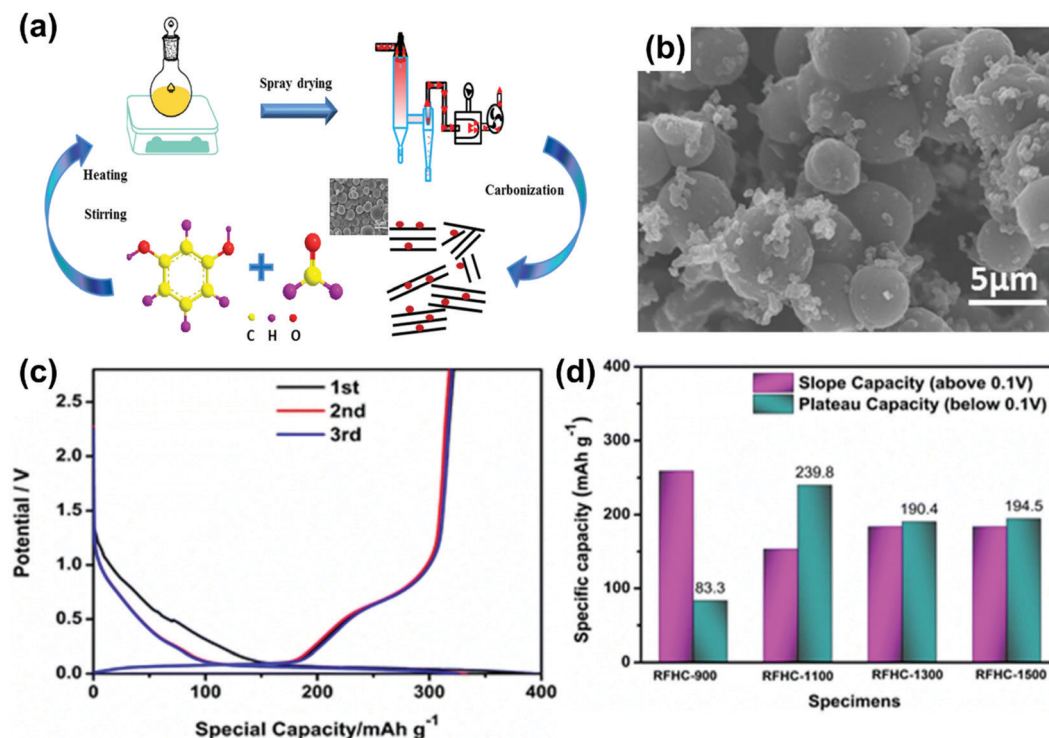 (a)
Spray drying
Heating
Stirring
Carbonization
C H O
(b)
5μm
(c)
1st
2nd
3rd
2.5
2.0
1.5
1.0
0.5
0.0
Potential / V
0 100 200 300 400
Special Capacity/mAh g⁻¹
(d)
Slope Capacity (above 0.1V)
Plateau Capacity (below 0.1V)
400
300
200
100
0
Specific capacity (mAh g⁻¹)
83.3
239.8
190.4
194.5
RFHC-900 RFHC-1100 RFHC-1300 RFHC-1500
Specimens